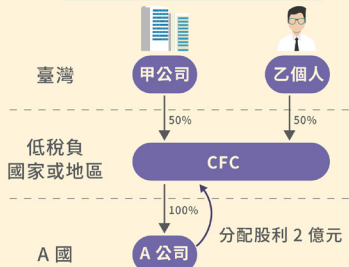 臺灣
甲公司
乙個人
50%
50%
低稅負
國家或地區
CFC
100%
分配股利 2 億元
A 國
A 公司